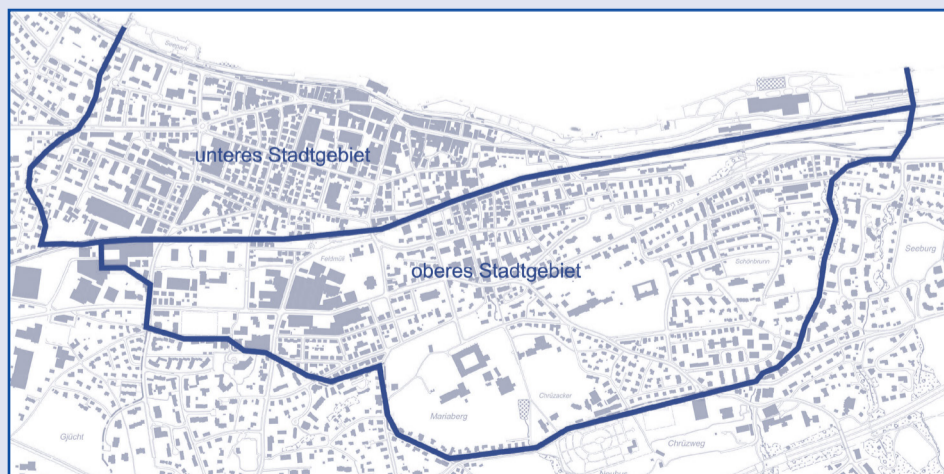 unteres Stadtgebiet
Feldmühle
oberes Stadtgebiet
Schönbrunn
Seeburg
Mariaberg
Chrüzacker
Chrüzweg
Gjücht